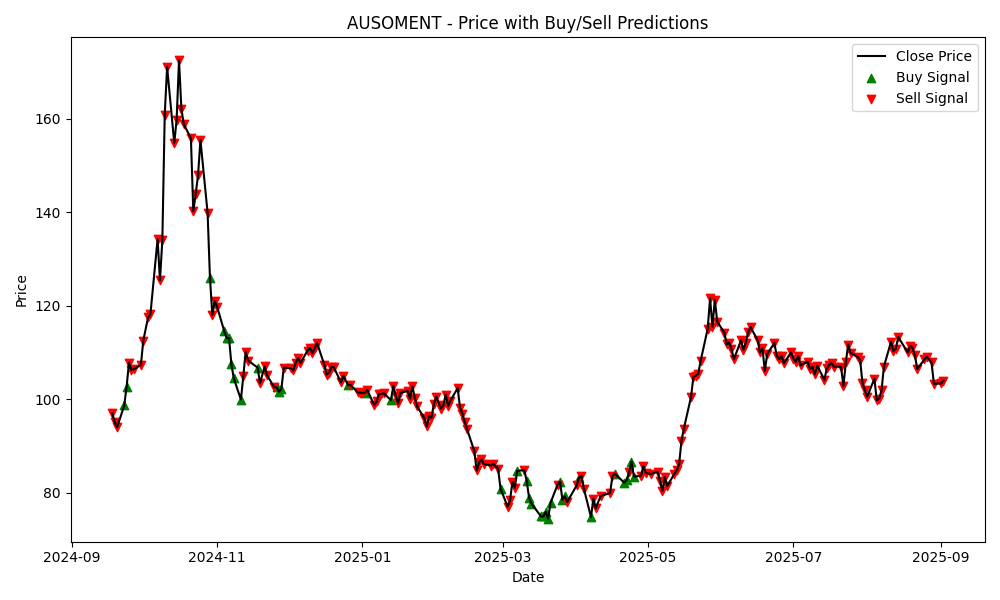 AUSOMENT - Price with Buy/Sell Predictions
Close Price
Buy Signal
Sell Signal
Price
160
140
120
100
80
2024-09 2024-11 2025-01 2025-03 2025-05 2025-07 2025-09
Date